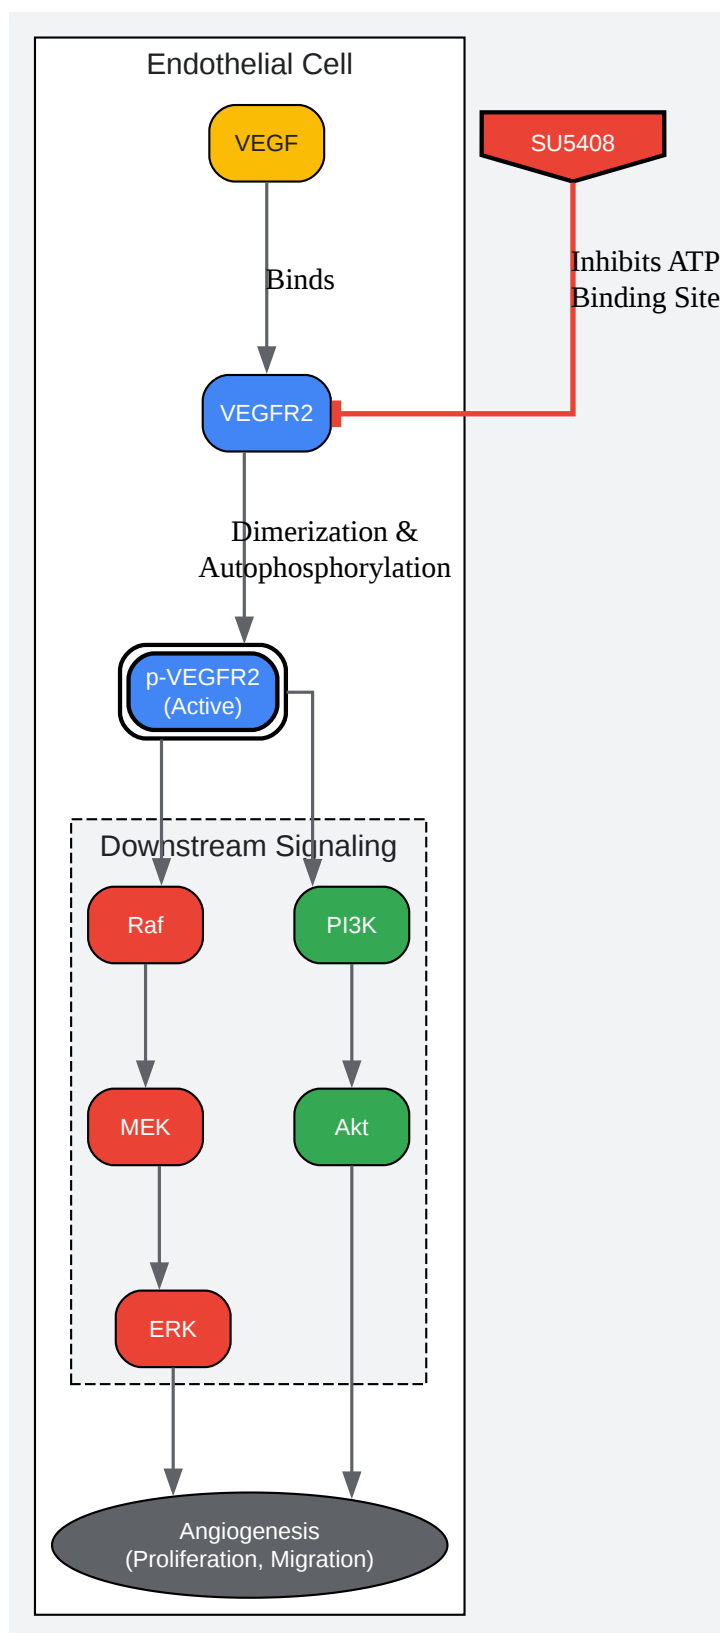 Endothelial Cell
VEGF
SU5408
Inhibits ATP
Binding Site
Binds
VEGFR2
Dimerization &
Autophosphorylation
p-VEGFR2
(Active)
Downstream Signaling
Raf
PI3K
MEK
Akt
ERK
Angiogenesis
(Proliferation, Migration)